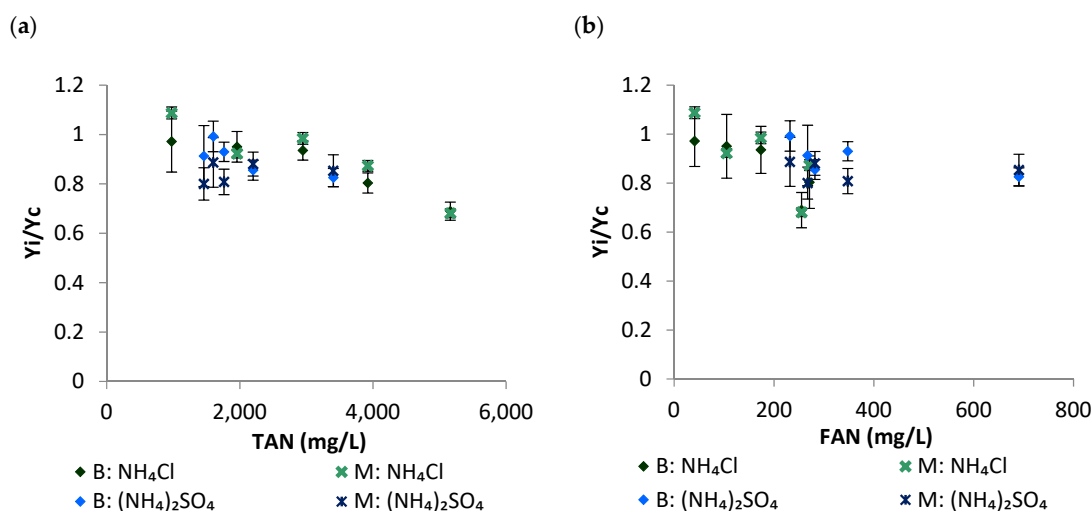 (a)
1.2
1
0.8
0.6
0.4
0.2
0
Yi/Yc
0 2,000 4,000 6,000
TAN (mg/L)
B: NH₄Cl M: NH₄Cl
B: (NH₄)₂SO₄ M: (NH₄)₂SO₄
(b)
1.2
1
0.8
0.6
0.4
0.2
0
Yi/Yc
0 200 400 600 800
FAN (mg/L)
B: NH₄Cl M: NH₄Cl
B: (NH₄)₂SO₄ M: (NH₄)₂SO₄